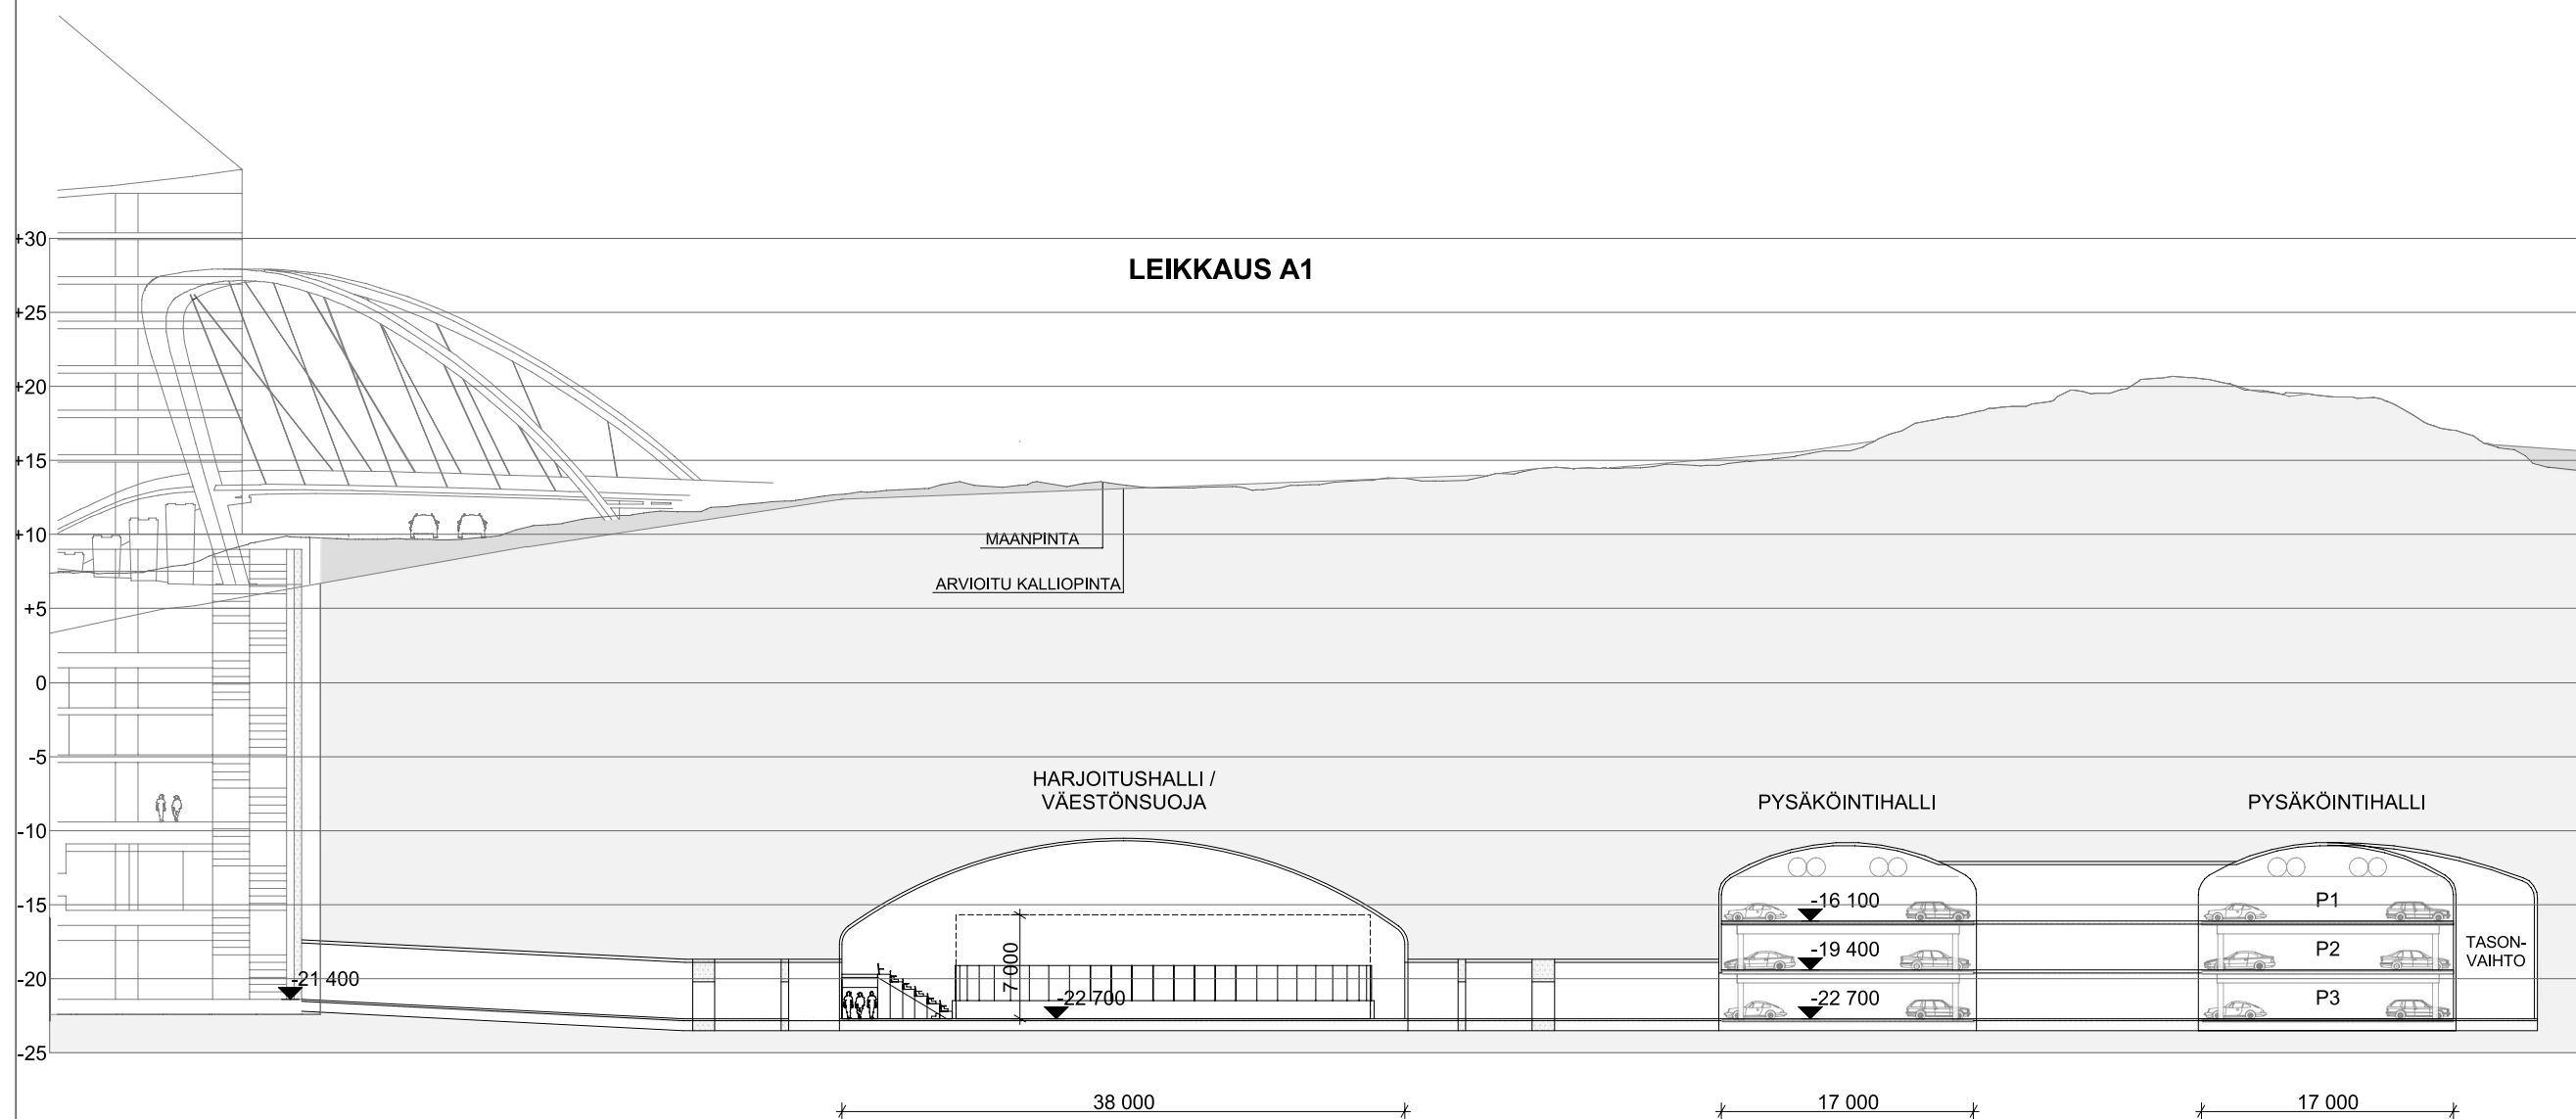 +30
LEIKKAUS A1
+25
+20
+15
+10
MAANPINTA
ARVIOITU KALLIOPINTA
+5
0
-5
HARJOITUSHALLI /
VÄESTÖNSUOJA
PYSÄKÖINTIHALLI
PYSÄKÖINTIHALLI
-10
-15
-16 100
P1
-19 400
P2
TASON-
VAIHTO
-20
-21 400
7 000
-22 700
-22 700
P3
-25
38 000
17 000
17 000